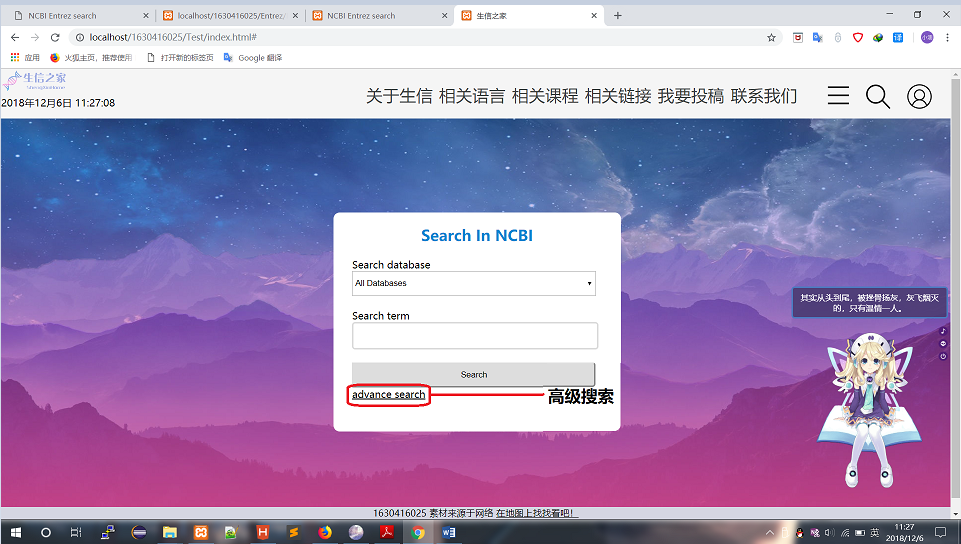 NCBI Entrez search
localhost/1630416025/Entrez/
NCBI Entrez search
生信之家
localhost/1630416025/Test/index.html#
应用
火狐主页，推荐使用
打开新的标签页
Google 翻译
生信之家
2018年12月6日 11:27:08
关于生信 相关语言 相关课程 相关链接 我要投稿 联系我们
Search In NCBI
Search database
All Databases
Search term
Search
advance search
高级搜索
其实从头到尾，被挫骨扬灰，灰飞烟灭
的，只有温情一人。
1630416025 素材来源于网络 在地图上找找看吧！
英
11:27
2018/12/6